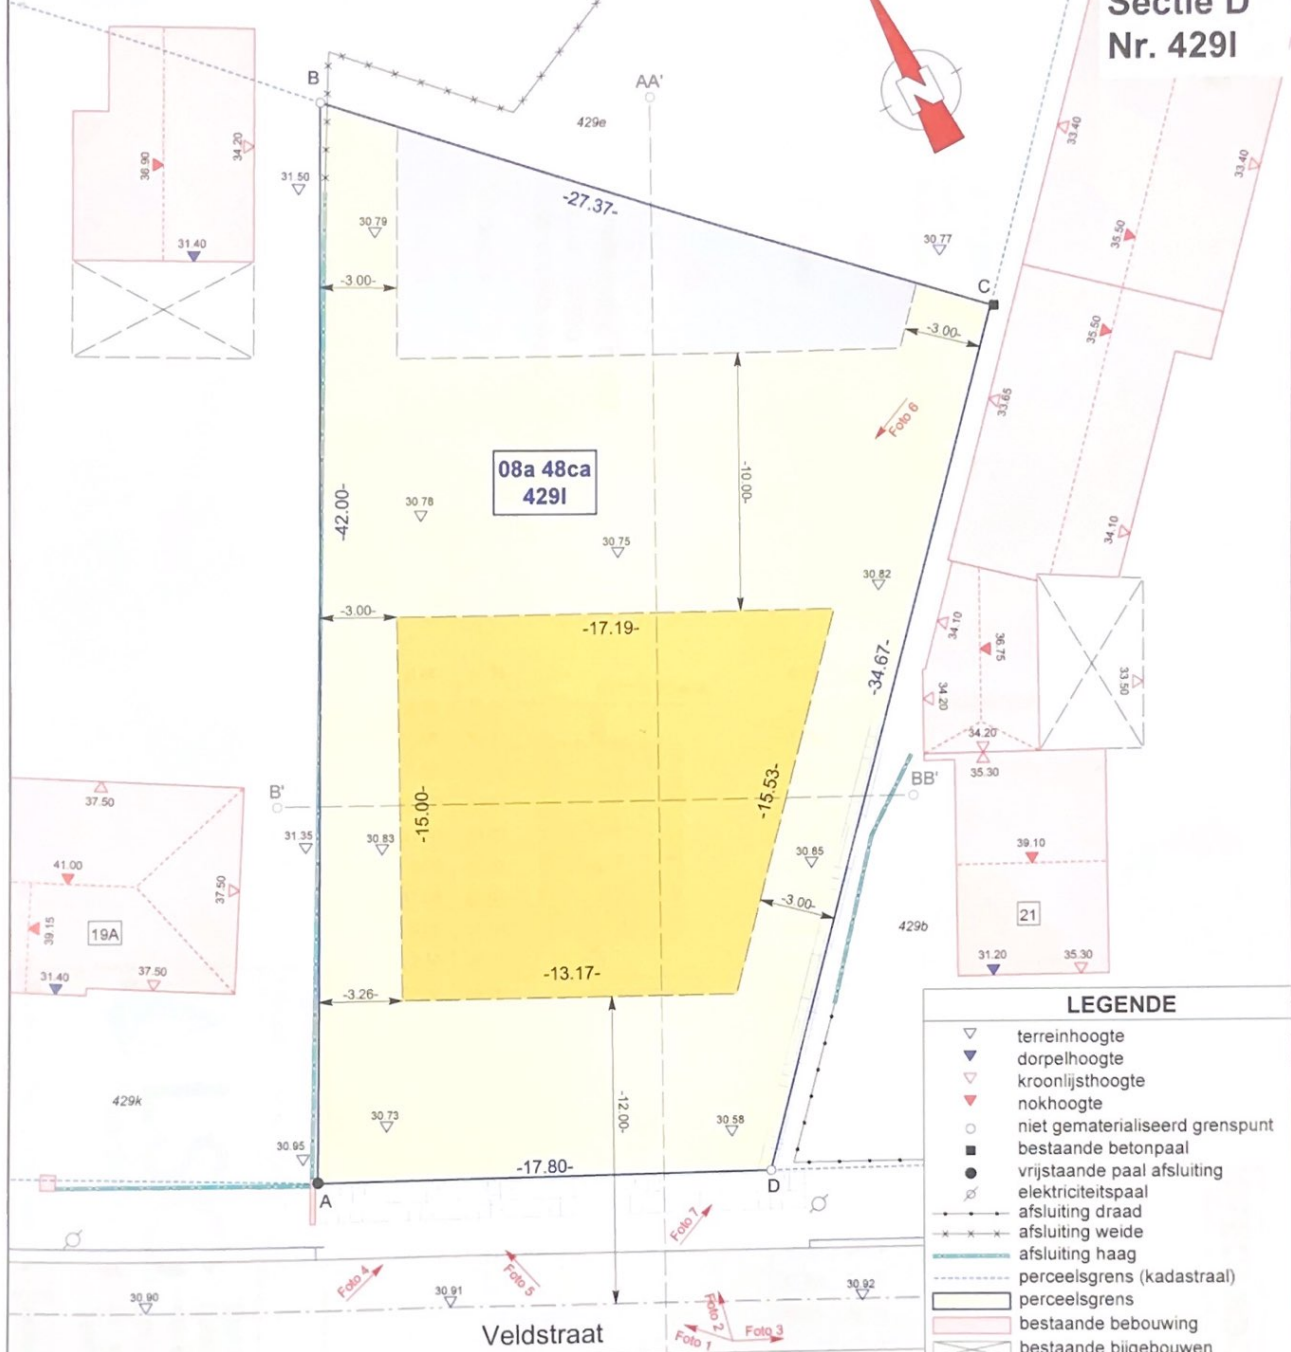 Sectie D
Nr. 429l
B
AA'
429e
33.40
33.40
36.90
34.20
31.50
-27.37-
30.79
30.77
35.50
31.40
-3.00-
C
-3.00-
35.50
33.65
Foto 6
08a 48ca
429l
-42.00-
-10.00-
30.78
30.75
34.10
30.82
-3.00-
-17.19-
34.10
36.75
-34.67-
33.50
34.20
34.20
35.30
B'
BB'
37.50
-15.00-
-15.53-
31.35
30.83
30.85
39.10
41.00
37.50
-3.00-
39.15
19A
429b
21
31.40
37.50
-13.17-
31.20
35.30
-3.26-
429k
30.73
-12.00-
30.58
30.95
-17.80-
A
D
Foto 7
Foto 4
Foto 5
30.90
30.91
30.92
Foto 2
Veldstraat
Foto 1
Foto 3
LEGENDE
terreinhoogte
dorpelhoogte
kroonlijsthoogte
nokhoogte
niet gematerialiseerd grenspunt
bestaande betonpaal
vrijstaande paal afsluiting
elektriciteitspaal
afsluiting draad
afsluiting weide
afsluiting haag
perceelsgrens (kadastraal)
perceelsgrens
bestaande bebouwing
bestaande bijgebouwen